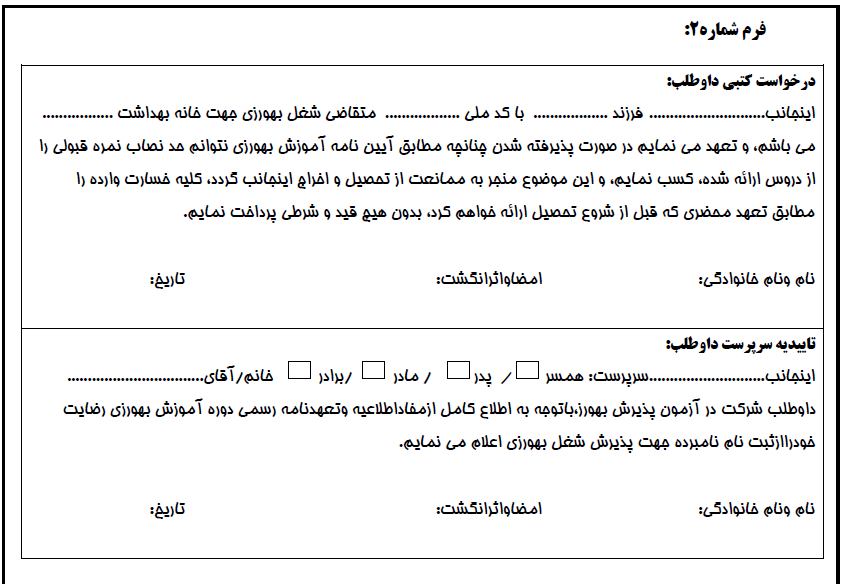 فرم شماره۲:
درخواست کتبی داوطلب:
اینجانب............................ فرزند .................. با کد ملی .................. متقاضی شغل بهورزی جهت خانه بهداشت .................
می باشم، و تعهد می نمایم در صورت پذیرفته شدن چنانچه مطابق آیین نامه آموزش بهورزی نتوانم حد نصاب نمره قبولی را
از دروس ارائه شده، کسب نمایم، و این موضوع منجر به ممانعت از تحصیل و اخراج اینجانب گردد، کلیه خسارت وارده را
مطابق تعهد محضری که قبل از شروع تحصیل ارائه خواهم کرد، بدون هیچ قید و شرطی پرداخت نمایم.
نام ونام خانوادگی: امضاواثرانگشت: تاریخ:
تاییدیه سرپرست داوطلب:
اینجانب............................سرپرست: همسر □ / پدر □ / مادر □ /برادر □ خانم/آقای.................................
داوطلب شرکت در آزمون پذیرش بهورز،باتوجه به اطلاع کامل ازمفاداطلاعیه وتعهدنامه رسمی دوره آموزش بهورزی رضایت
خودراازثبت نام نامبرده جهت پذیرش شغل بهورزی اعلام می نمایم.
نام ونام خانوادگی: امضاواثرانگشت: تاریخ: